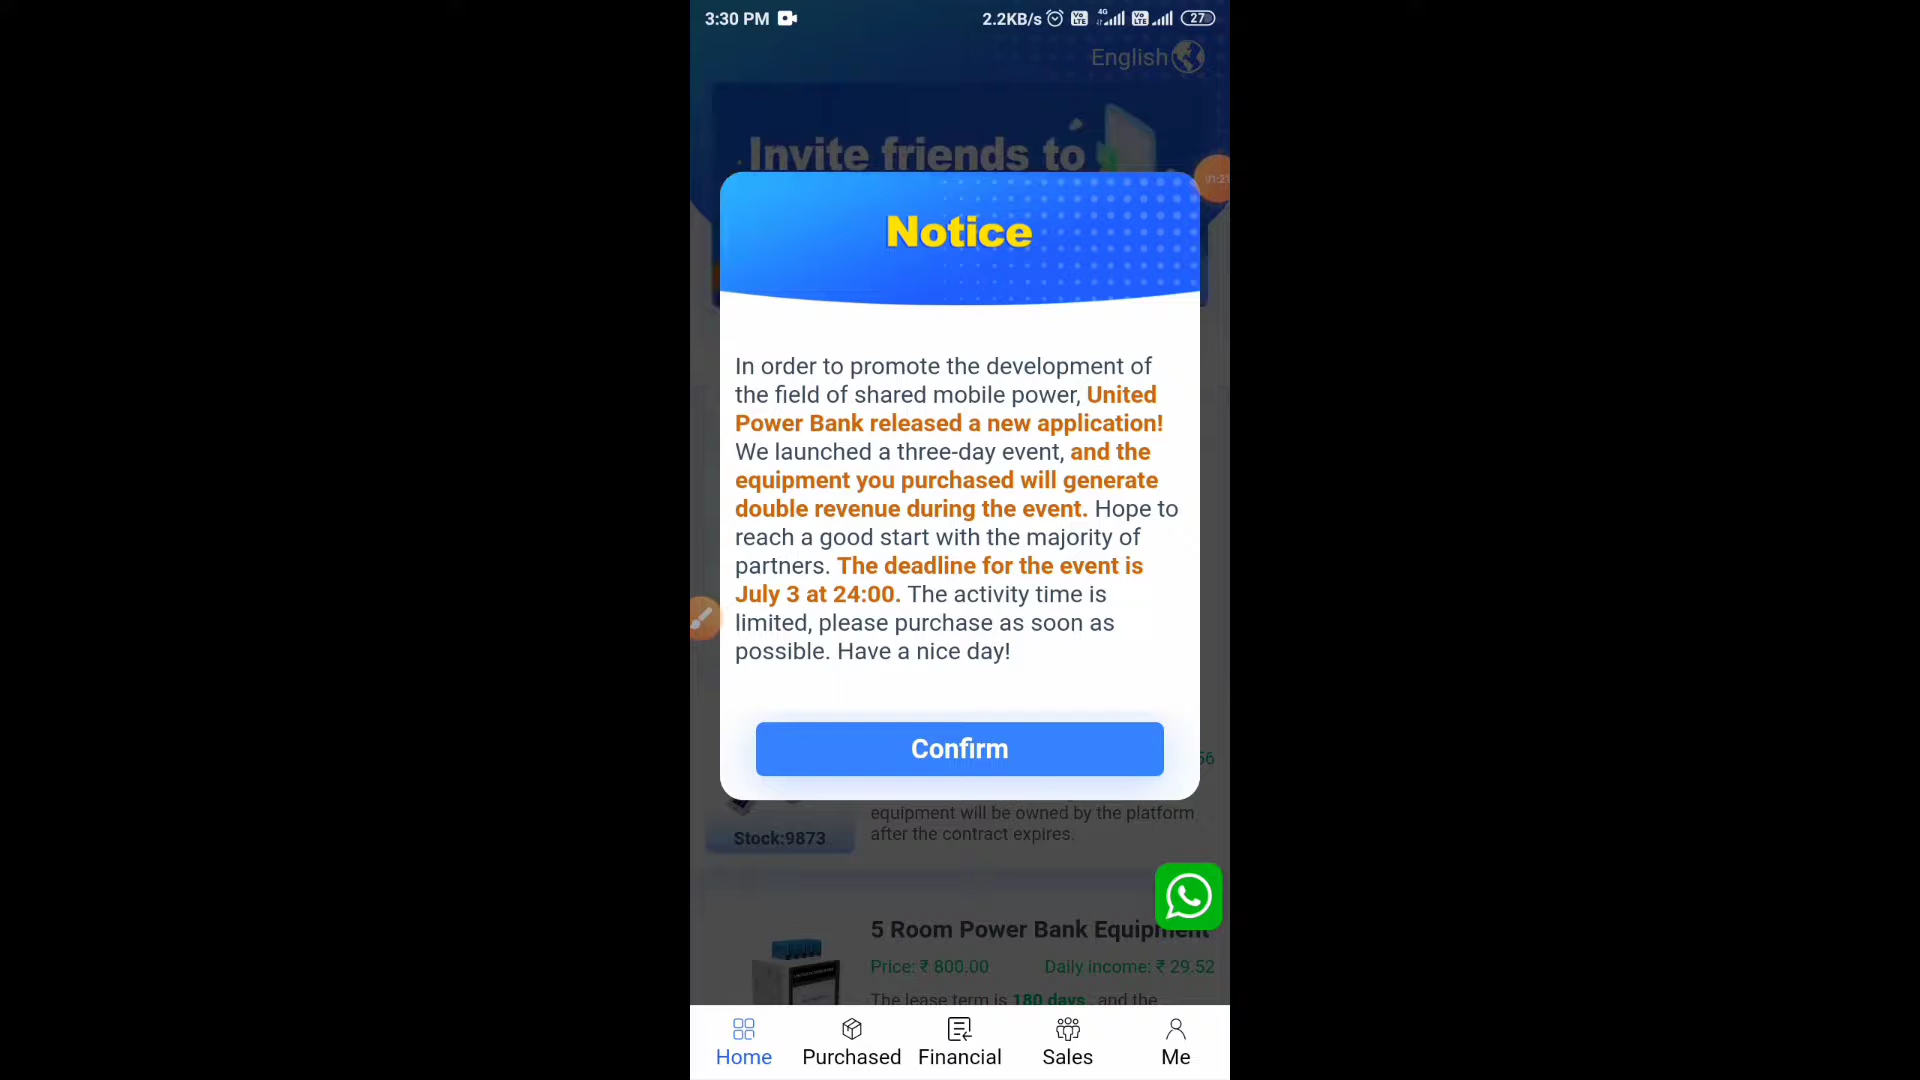 3:30 PM
2.2KB/s
Vo LTE
4G
Vo LTE
27
English
Invite friends to
Notice
In order to promote the development of
the field of shared mobile power, United
Power Bank released a new application!
We launched a three-day event, and the
equipment you purchased will generate
double revenue during the event. Hope to
reach a good start with the majority of
partners. The deadline for the event is
July 3 at 24:00. The activity time is
limited, please purchase as soon as
possible. Have a nice day!
Confirm
equipment will be owned by the platform
after the contract expires.
Stock:9873
5 Room Power Bank Equipment
Price: ₹ 800.00
Daily income: ₹ 29.52
The lease term is 180 days , and the
Home
Purchased
Financial
Sales
Me